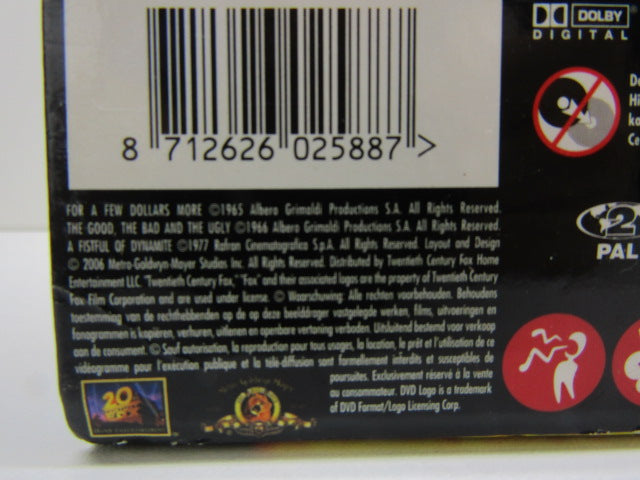 DOLBY
DIGITAL
8 712626 025887 >
2
PAL
FOR A FEW DOLLARS MORE ©1965 Albero Grimaldi Productions S.A. All Rights Reserved.
THE GOOD, THE BAD AND THE UGLY ©1966 Albero Grimaldi Productions S.A. All Rights Reserved.
A FISTFUL OF DYNAMITE ©1977 Rafran Cinematografica S.p.A. All Rights Reserved. Layout and Design
© 2006 Metro-Goldwyn-Mayer Studios Inc. All Rights Reserved. Distributed by Twentieth Century Fox Home
Entertainment LLC. "Twentieth Century Fox," "Fox" and their associated logos are the property of Twentieth Century
Fox Film Corporation and are used under license. © Waarschuwing: Alle rechten voorbehouden. Behoudens
toestemming van de rechthebbenden op de op deze beelddrager vastgelegde werken, films, uitvoeringen en
fonogrammen is kopiëren, verhuren, uitlenen en openbare vertoning verboden. Uitsluitend bestemd voor verkoop
aan de consument. © Sauf autorisation, la reproduction pour tous usages, la location, le prêt et l'utilisation de ce
vidéogramme pour l'exécution publique et la télé-diffusion sont formellement interdits et susceptibles de
poursuites. Exclusivement réservé à la vente
au consommateur. DVD Logo is a trademark
of DVD Format/Logo Licensing Corp.
20